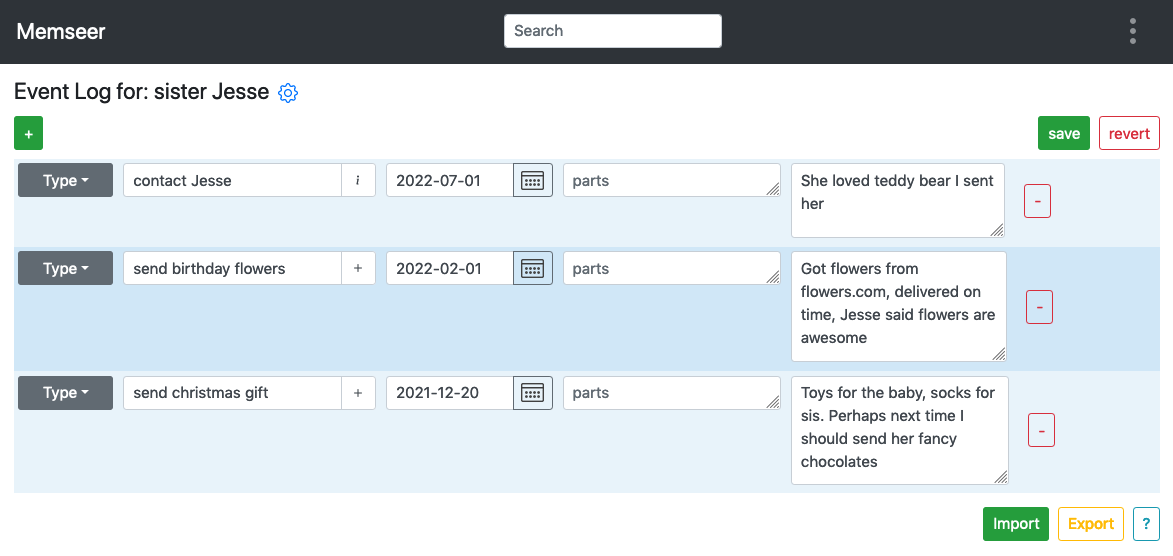 Memseer
Search
Event Log for: sister Jesse
+
save
revert
Type
contact Jesse
i
2022-07-01
parts
She loved teddy bear I sent
her
-
Type
send birthday flowers
+
2022-02-01
parts
Got flowers from
flowers.com, delivered on
time, Jesse said flowers are
awesome
-
Type
send christmas gift
+
2021-12-20
parts
Toys for the baby, socks for
sis. Perhaps next time I
should send her fancy
chocolates
-
Import
Export
?